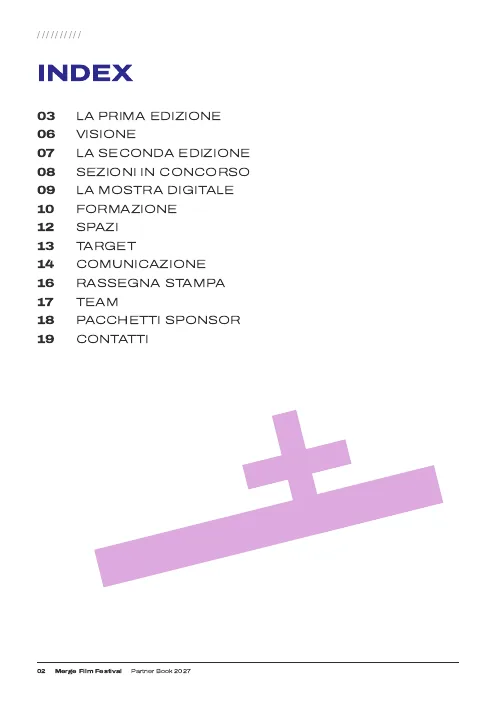 //////////
INDEX
03 LA PRIMA EDIZIONE
06 VISIONE
07 LA SECONDA EDIZIONE
08 SEZIONI IN CONCORSO
09 LA MOSTRA DIGITALE
10 FORMAZIONE
12 SPAZI
13 TARGET
14 COMUNICAZIONE
16 RASSEGNA STAMPA
17 TEAM
18 PACCHETTI SPONSOR
19 CONTATTI
02 Merge Film Festival Partner Book 2027